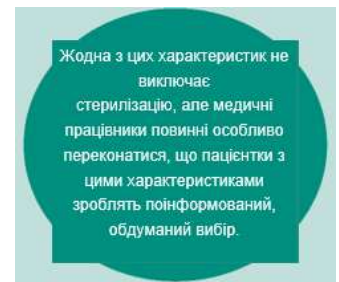 Жодна з цих характеристик не
виключає
стерилізацію, але медичні
працівники повинні особливо
переконатися, що пацієнтки з
цими характеристиками
зроблять поінформований,
обдуманий вибір.